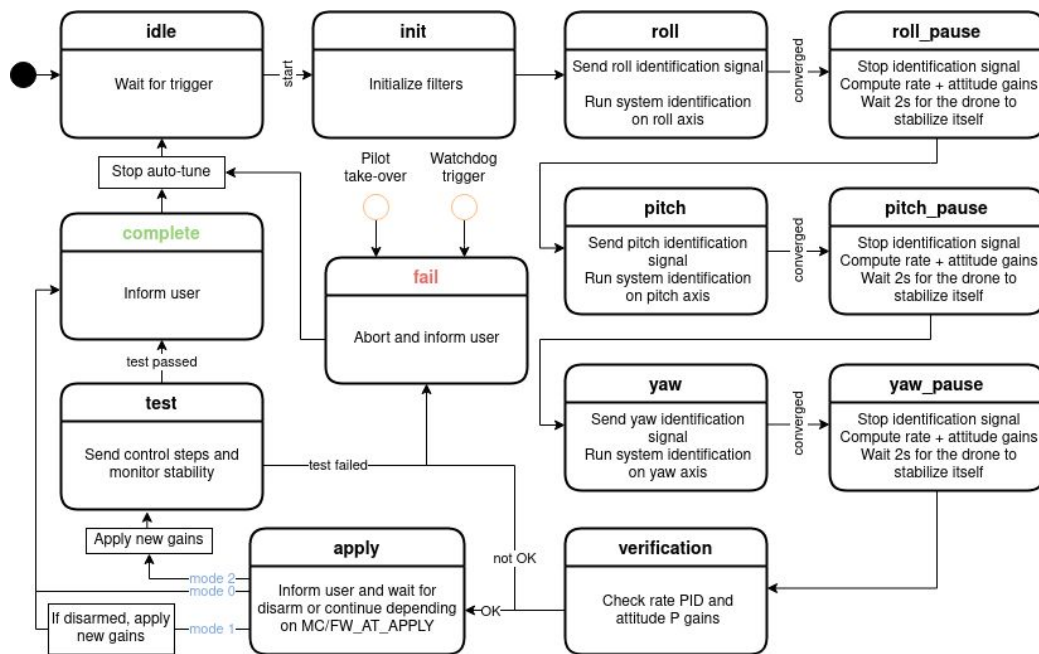 idle
Wait for trigger
start
init
Initialize filters
roll
Send roll identification signal
Run system identification
on roll axis
converged
roll_pause
Stop identification signal
Compute rate + attitude gains
Wait 2s for the drone to
stabilize itself
Stop auto-tune
Pilot
take-over
Watchdog
trigger
complete
Inform user
fail
Abort and inform user
pitch
Send pitch identification
signal
Run system identification
on pitch axis
converged
pitch_pause
Stop identification signal
Compute rate + attitude gains
Wait 2s for the drone to
stabilize itself
test passed
test
Send control steps and
monitor stability
test failed
yaw
Send yaw identification
signal
Run system identification
on yaw axis
converged
yaw_pause
Stop identification signal
Compute rate + attitude gains
Wait 2s for the drone to
stabilize itself
Apply new gains
mode 2
mode 0
If disarmed, apply
new gains
mode 1
apply
Inform user and wait for
disarm or continue depending
on MC/FW_AT_APPLY
not OK
OK
verification
Check rate PID and
attitude P gains